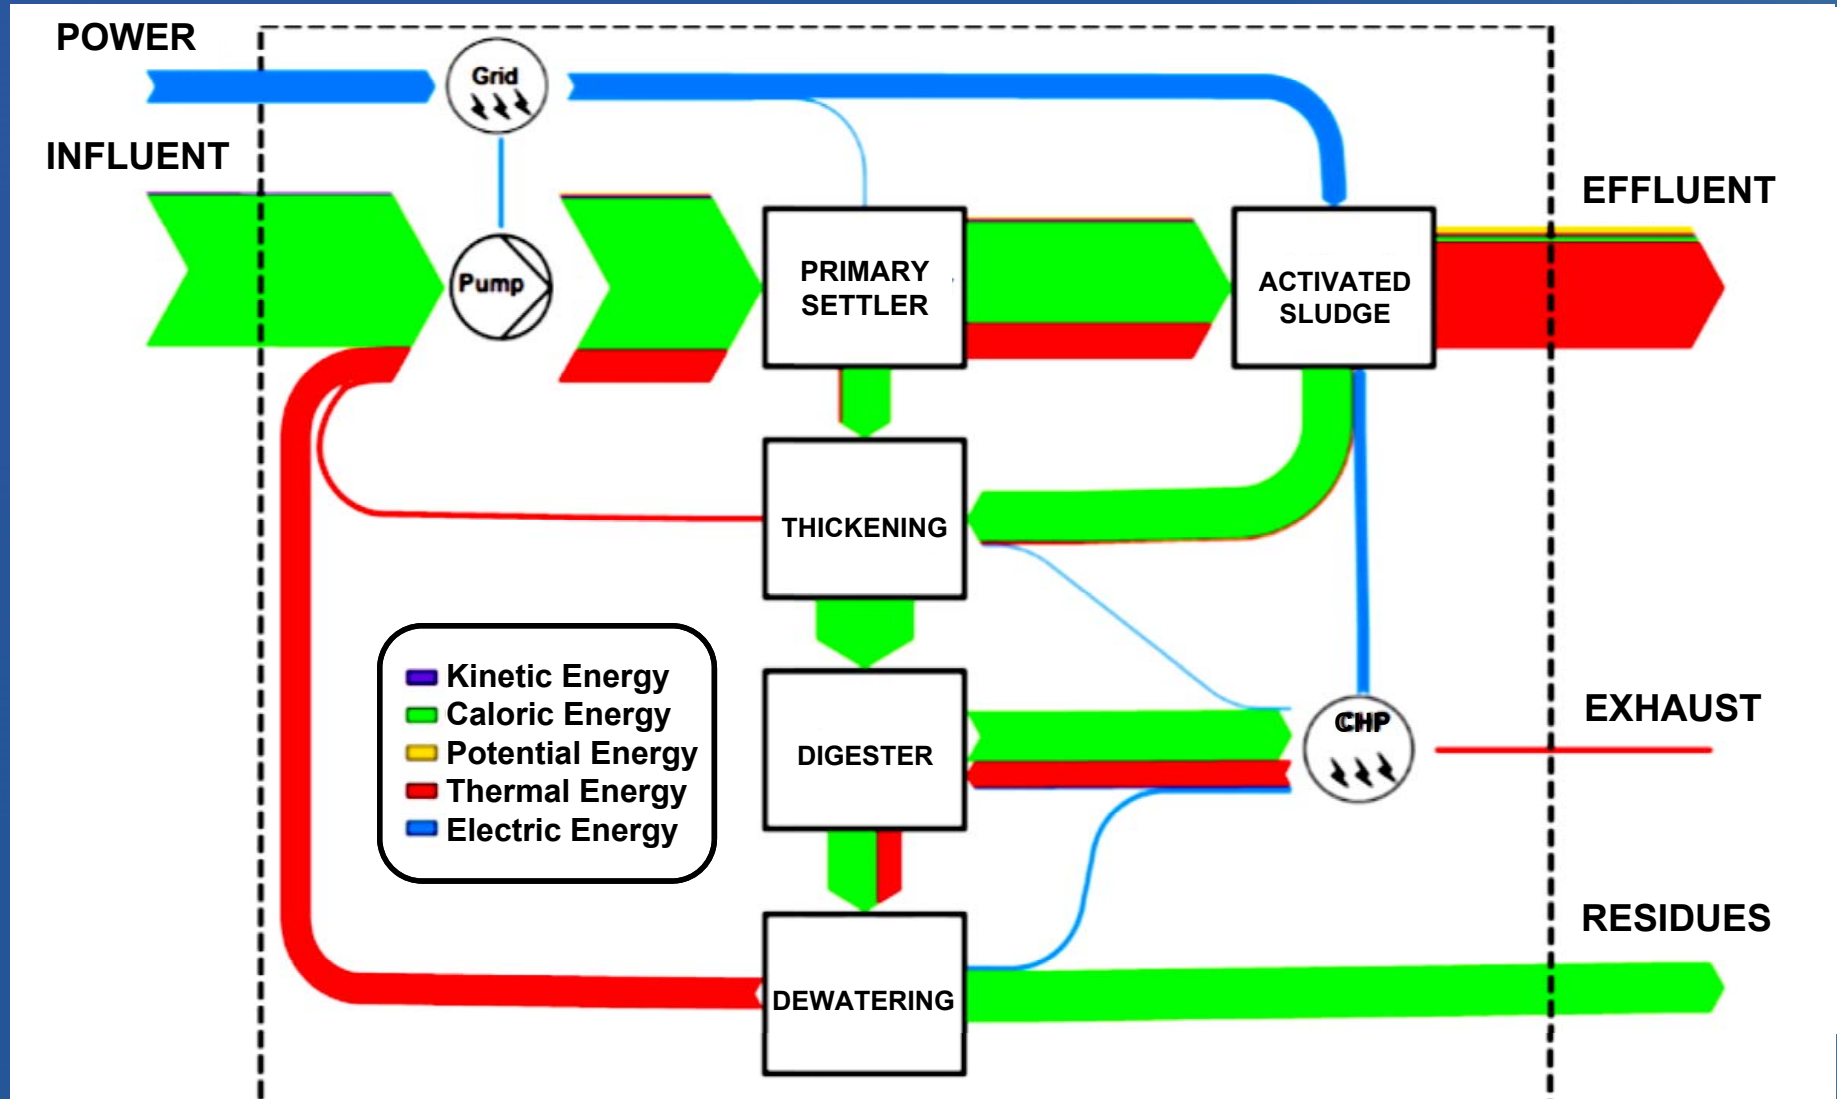 POWER
Grid
INFLUENT
EFFLUENT
Pump
PRIMARY
SETTLER
ACTIVATED
SLUDGE
THICKENING
Kinetic Energy
Caloric Energy
Potential Energy
Thermal Energy
Electric Energy
DIGESTER
CHP
EXHAUST
RESIDUES
DEWATERING